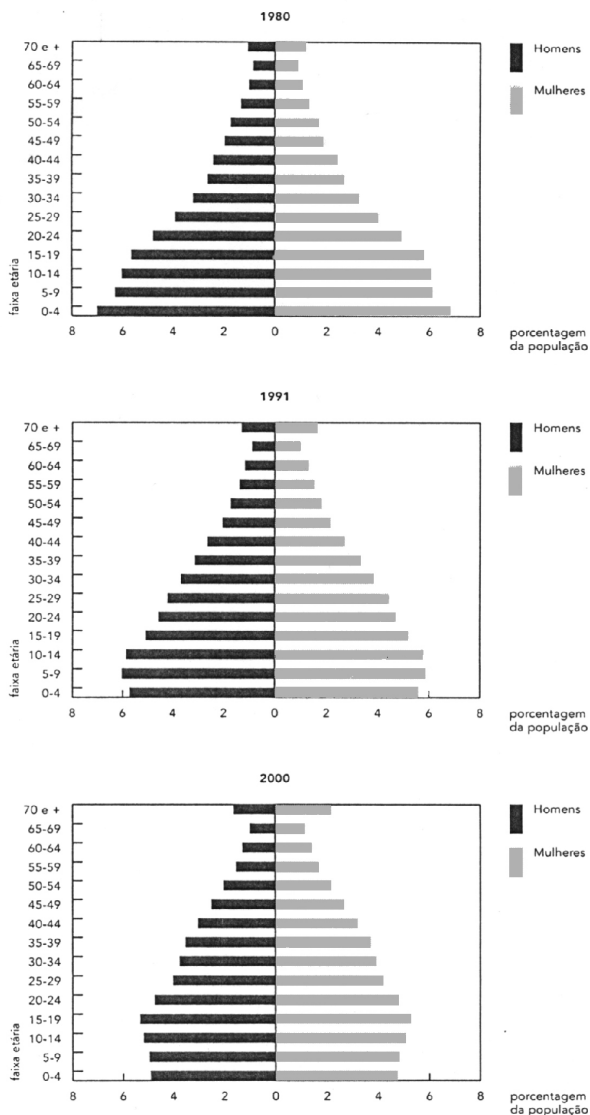 1980
70 e +
65-69
60-64
55-59
50-54
45-49
40-44
35-39
30-34
25-29
20-24
15-19
10-14
5-9
0-4
faixa etária
8 6 4 2 0 2 4 6 8
porcentagem
da população
Homens
Mulheres
1991
70 e +
65-69
60-64
55-59
50-54
45-49
40-44
35-39
30-34
25-29
20-24
15-19
10-14
5-9
0-4
faixa etária
8 6 4 2 0 2 4 6 8
porcentagem
da população
Homens
Mulheres
2000
70 e +
65-69
60-64
55-59
50-54
45-49
40-44
35-39
30-34
25-29
20-24
15-19
10-14
5-9
0-4
faixa etária
8 6 4 2 0 2 4 6 8
porcentagem
da população
Homens
Mulheres